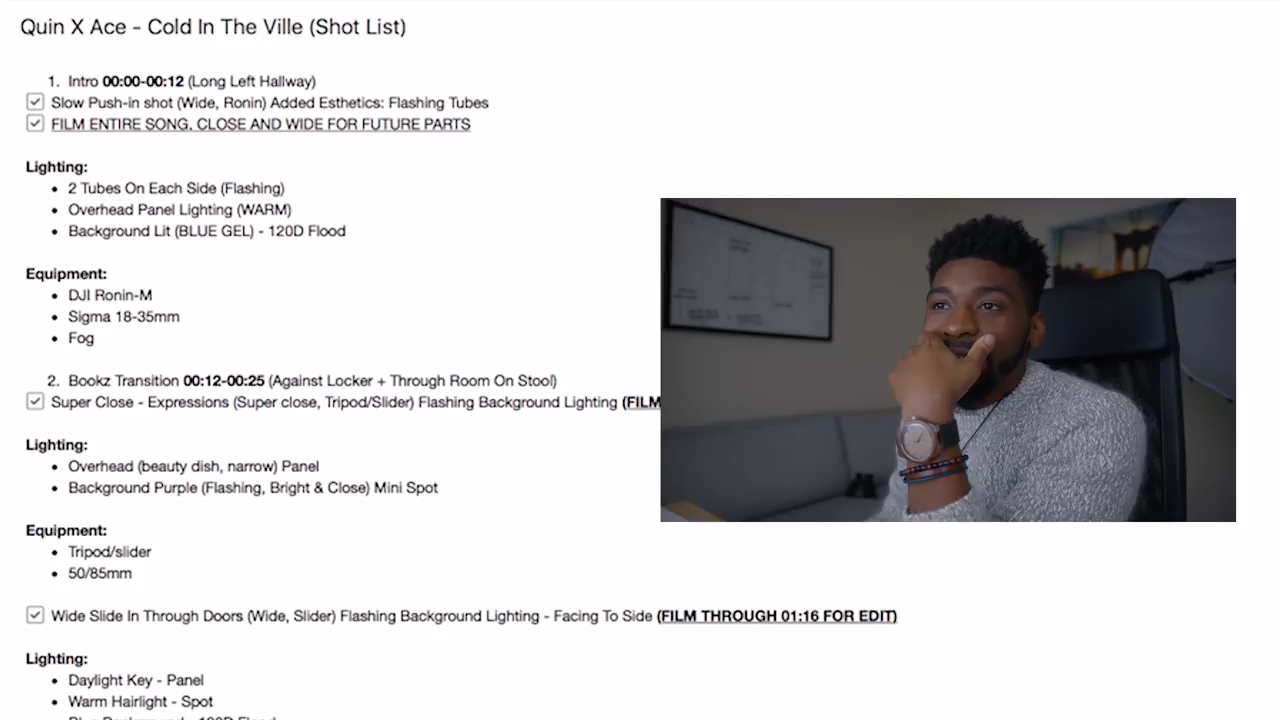 Quin X Ace - Cold In The Ville (Shot List)
1. Intro 00:00-00:12 (Long Left Hallway)
Slow Push-in shot (Wide, Ronin) Added Esthetics: Flashing Tubes
FILM ENTIRE SONG. CLOSE AND WIDE FOR FUTURE PARTS
Lighting:
• 2 Tubes On Each Side (Flashing)
• Overhead Panel Lighting (WARM)
• Background Lit (BLUE GEL) - 120D Flood
Equipment:
• DJI Ronin-M
• Sigma 18-35mm
• Fog
2. Bookz Transition 00:12-00:25 (Against Locker + Through Room On Stool)
Super Close - Expressions (Super close, Tripod/Slider) Flashing Background Lighting (FILM
Lighting:
• Overhead (beauty dish, narrow) Panel
• Background Purple (Flashing, Bright & Close) Mini Spot
Equipment:
• Tripod/slider
• 50/85mm
Wide Slide In Through Doors (Wide, Slider) Flashing Background Lighting - Facing To Side (FILM THROUGH 01:16 FOR EDIT)
Lighting:
• Daylight Key - Panel
• Warm Hairlight - Spot